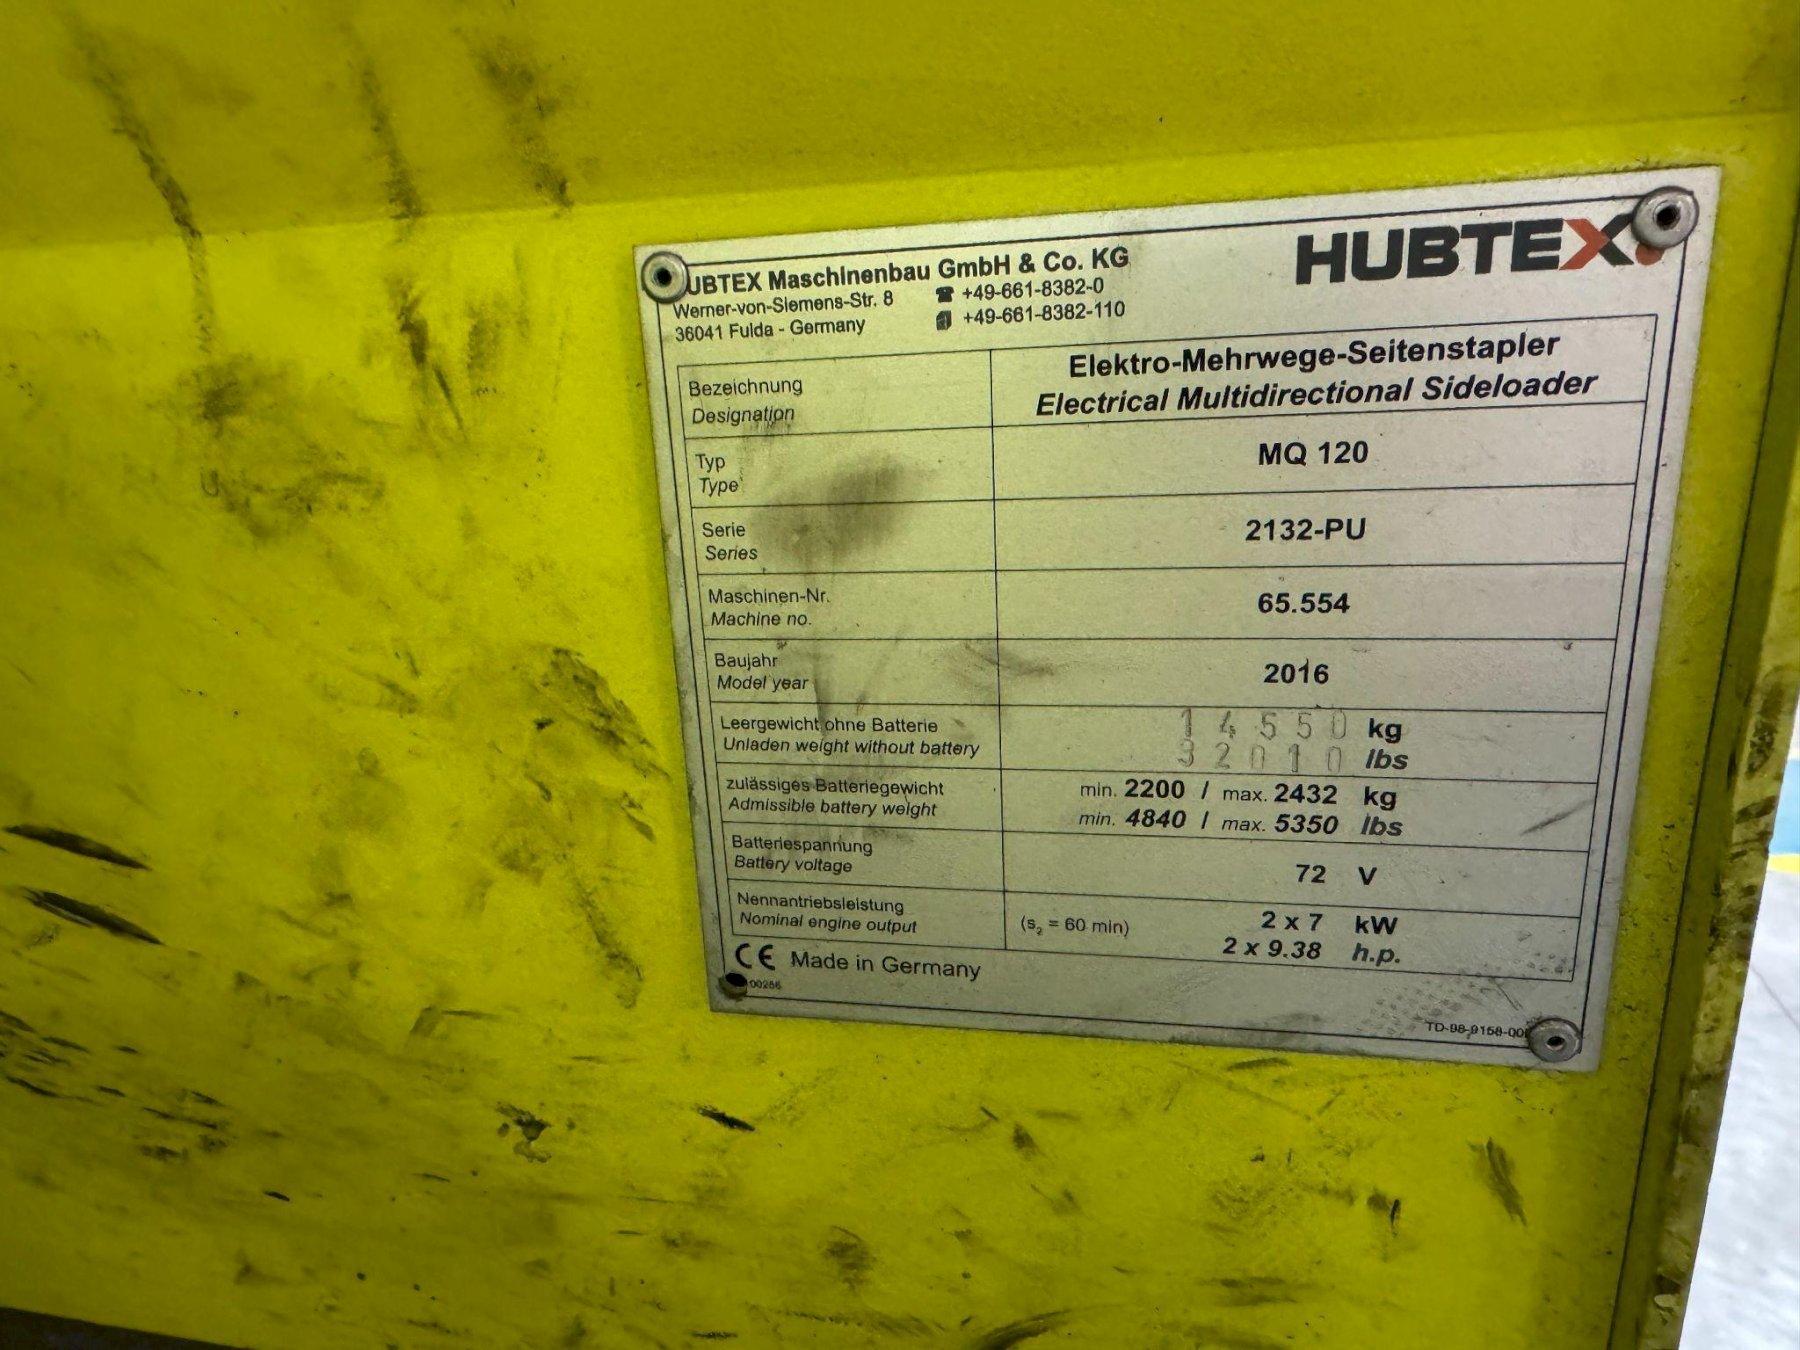 UBTEX Maschinenbau GmbH & Co. KG
Werner-von-Siemens-Str. 8 +49-661-8382-0
36041 Fulda - Germany +49-661-8382-110
HUBTEX
Bezeichnung
Designation
Elektro-Mehrwege-Seitenstapler
Electrical Multidirectional Sideloader
Typ
Type
MQ 120
Serie
Series
2132-PU
Maschinen-Nr.
Machine no.
65.554
Baujahr
Model year
2016
Leergewicht ohne Batterie
Unladen weight without battery
14550 kg
32010 lbs
zulässiges Batteriegewicht
Admissible battery weight
min. 2200 / max. 2432 kg
min. 4840 / max. 5350 lbs
Batteriespannung
Battery voltage
72 V
Nennantriebsleistung
Nominal engine output
(s₂ = 60 min) 2 x 7 kW
2 x 9.38 h.p.
CE Made in Germany